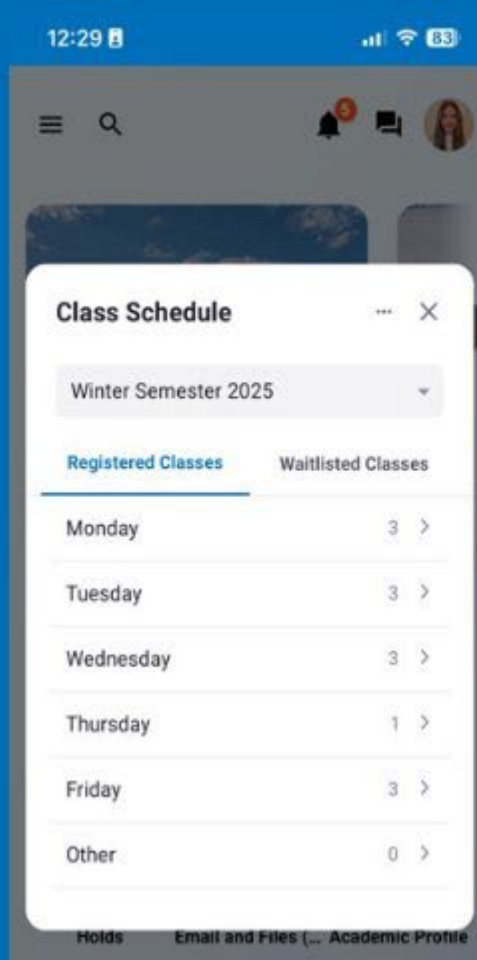 12:29
83
5
Class Schedule
Winter Semester 2025
Registered Classes Waitlisted Classes
Monday 3
Tuesday 3
Wednesday 3
Thursday 1
Friday 3
Other 0
Holds Email and Files (... Academic Profile